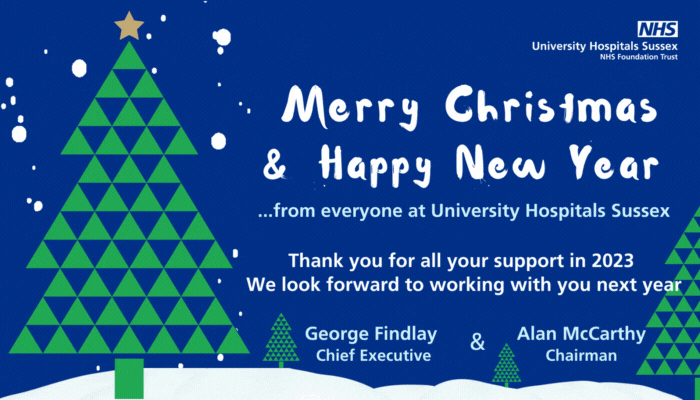 NHS
University Hospitals Sussex
NHS Foundation Trust
Merry Christmas
& Happy New Year
...from everyone at University Hospitals Sussex
Thank you for all your support in 2023
We look forward to working with you next year
George Findlay & Alan McCarthy
Chief Executive Chairman